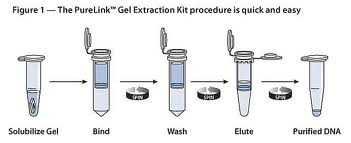 Figure 1 — The PureLink™ Gel Extraction Kit procedure is quick and easy
SPIN
SPIN
SPIN
Solubilize Gel
Bind
Wash
Elute
Purified DNA